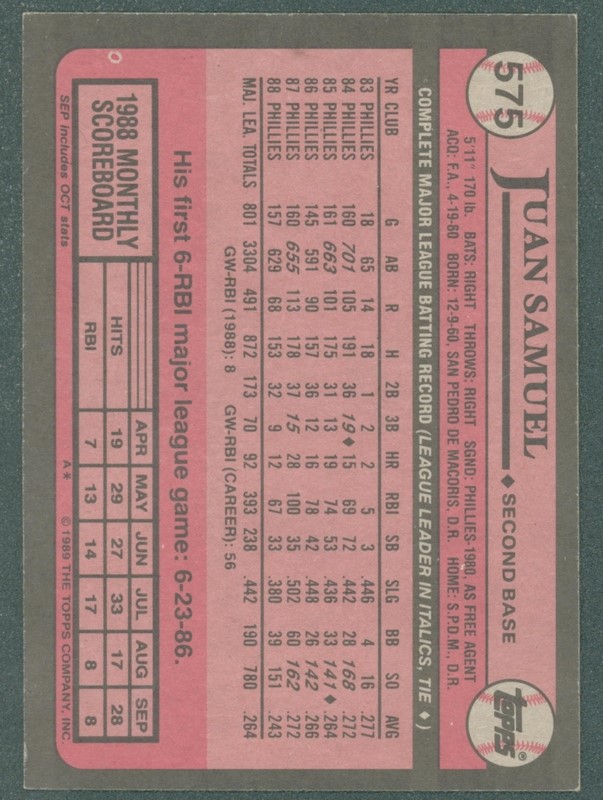 575
JUAN SAMUEL ♦ SECOND BASE
topps®
5'11" 170 lb. BATS: RIGHT THROWS: RIGHT SGND: PHILLIES-1980, AS FREE AGENT
ACQ: F.A., 4-19-80 BORN: 12-9-60, SAN PEDRO DE MACORIS, D.R. HOME: S.P.D.M., D.R.
COMPLETE MAJOR LEAGUE BATTING RECORD (LEAGUE LEADER IN ITALICS, TIE ♦)
YR CLUB G AB R H 2B 3B HR RBI SB SLG BB SO AVG
83 PHILLIES 18 65 14 18 1 2 2 5 3 .446 4 16 .277
84 PHILLIES 160 701 105 191 36 19♦ 15 69 72 .442 28 168 .272
85 PHILLIES 161 663 101 175 31 13 19 74 53 .436 33 141♦ .264
86 PHILLIES 145 591 90 157 36 12 16 78 42 .448 26 142 .266
87 PHILLIES 160 655 113 178 37 15 28 100 35 .502 60 162 .272
88 PHILLIES 157 629 68 153 32 9 12 67 33 .380 39 151 .243
MAJ. LEA. TOTALS 801 3304 491 872 173 70 92 393 238 .442 190 780 .264
GW-RBI (1988): 8 GW-RBI (CAREER): 56
His first 6-RBI major league game: 6-23-86.
1988 MONTHLY
SCOREBOARD
APR MAY JUN JUL AUG SEP
HITS 19 29 27 33 17 28
RBI 7 13 14 17 8 8
SEP includes OCT stats
A* © 1989 THE TOPPS COMPANY, INC.